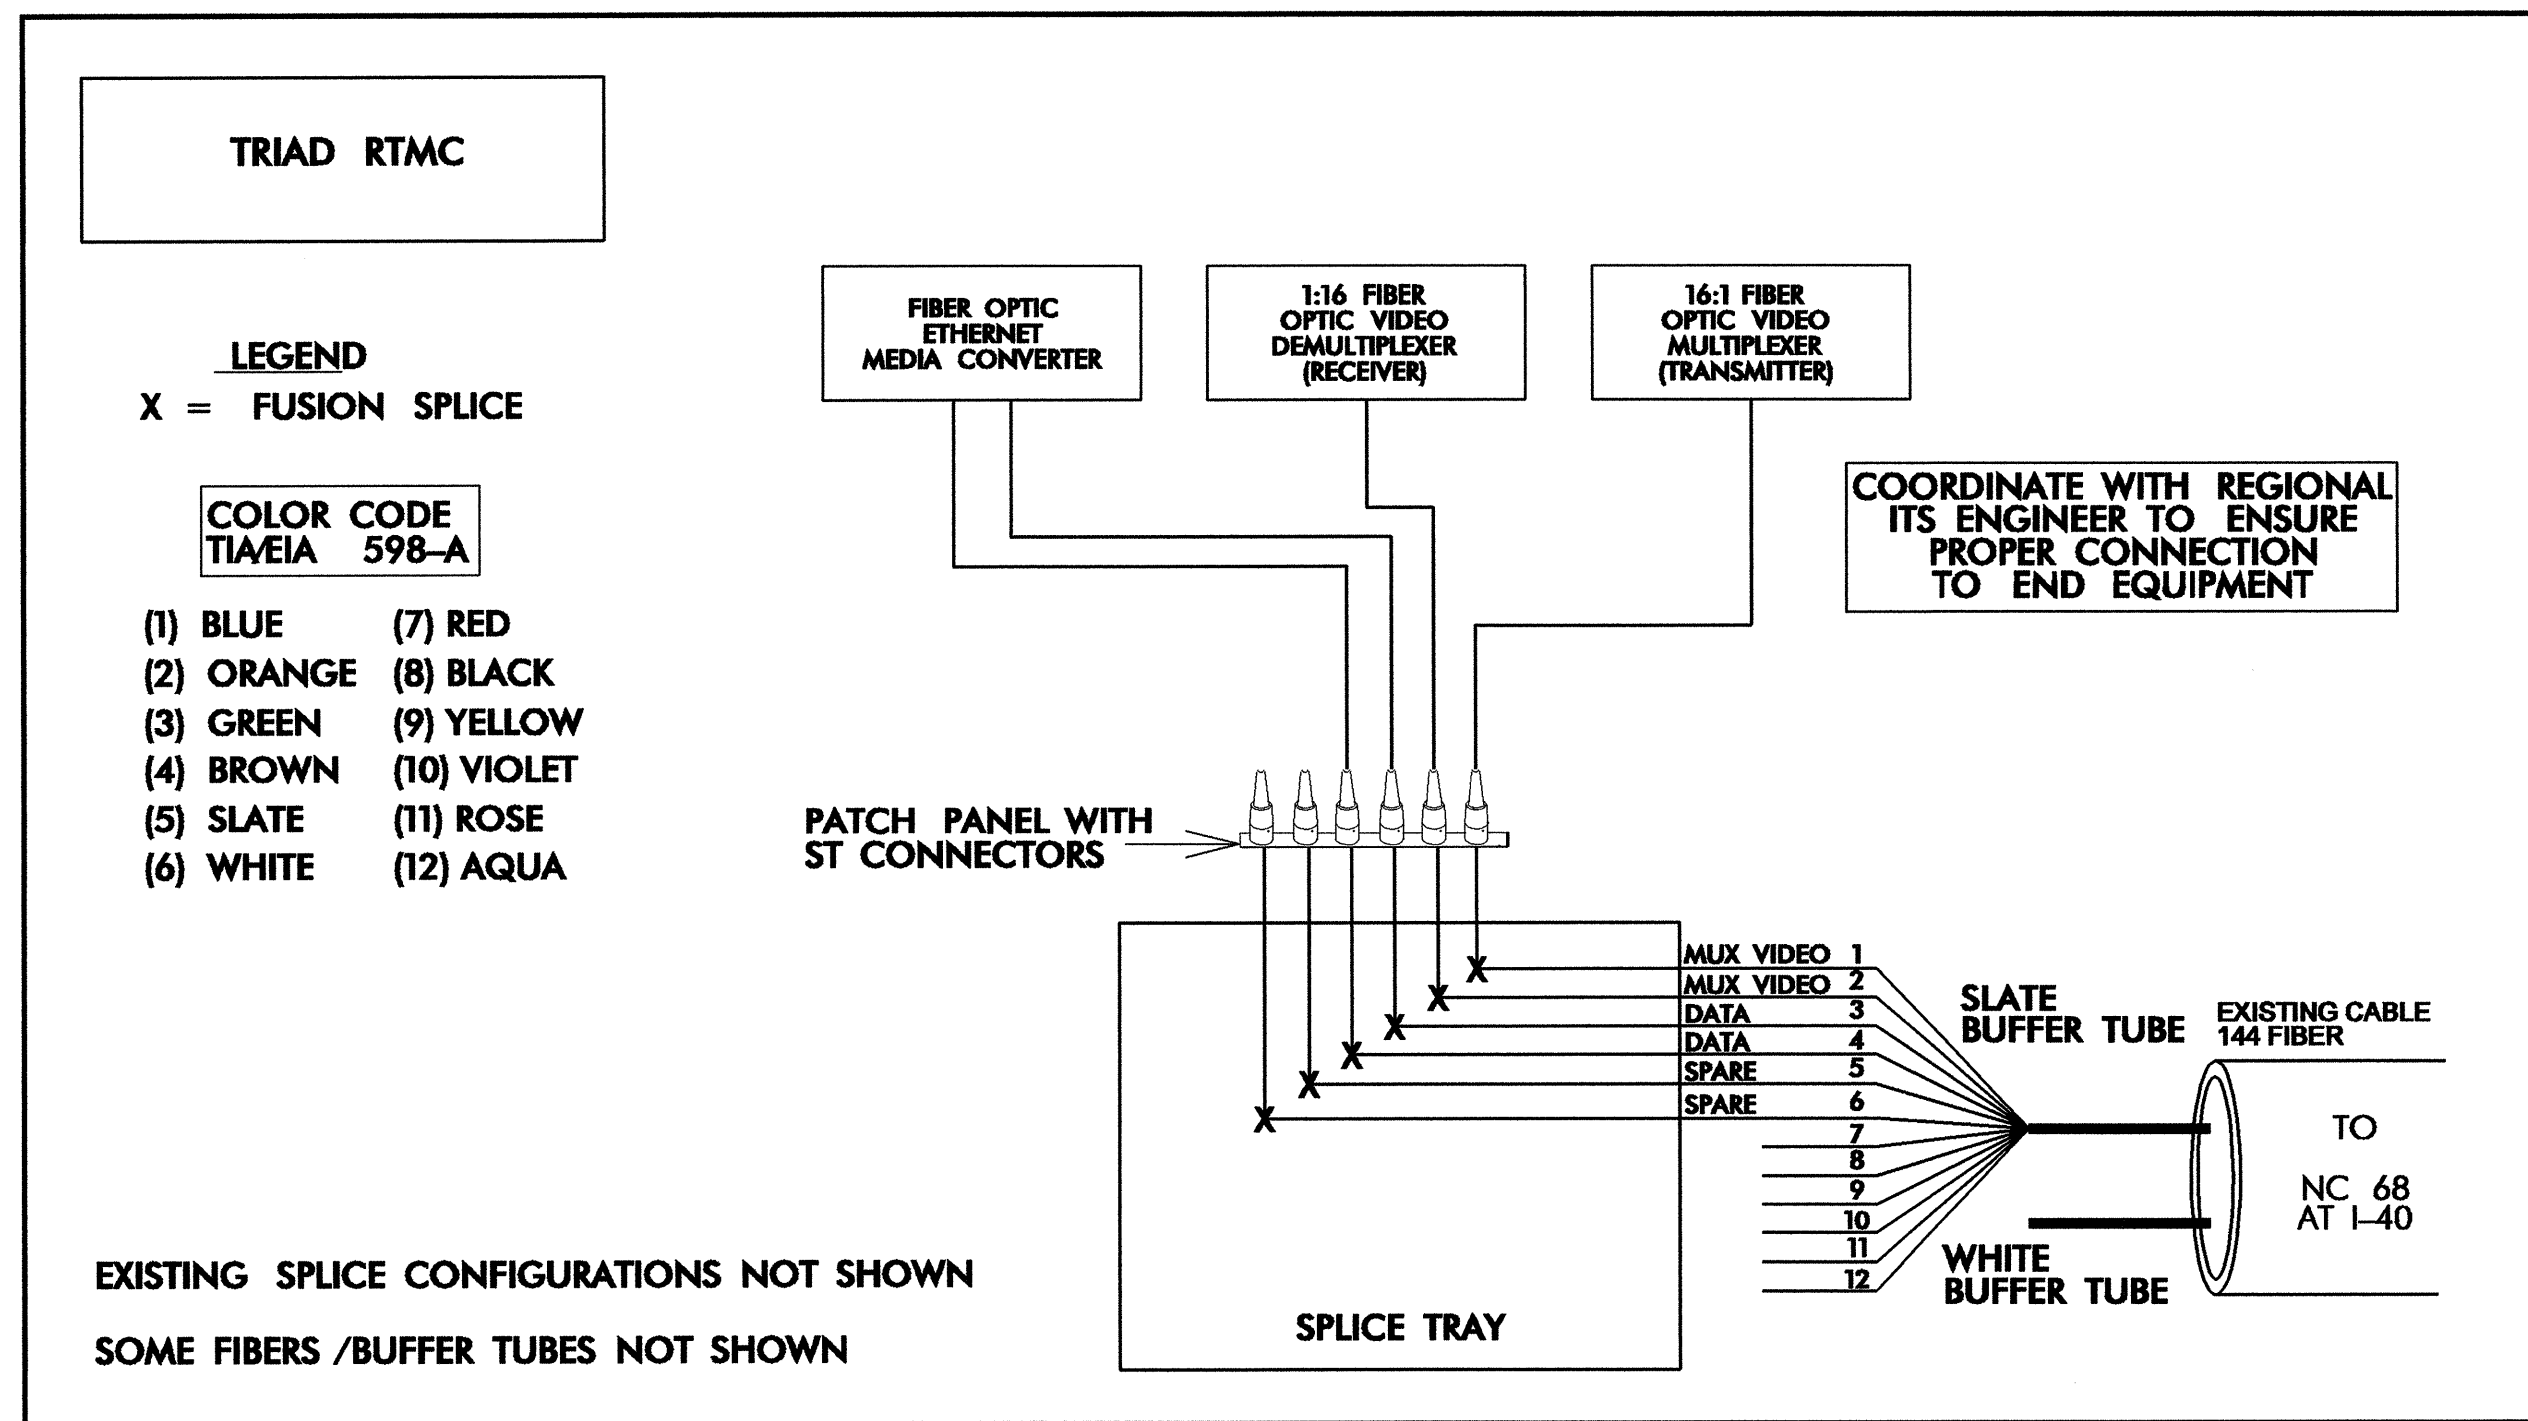 TRIAD RTMC
LEGEND
X = FUSION SPLICE
COLOR CODE
TIA/EIA 598-A
(1) BLUE
(2) ORANGE
(3) GREEN
(4) BROWN
(5) SLATE
(6) WHITE
(7) RED
(8) BLACK
(9) YELLOW
(10) VIOLET
(11) ROSE
(12) AQUA
FIBER OPTIC
ETHERNET
MEDIA CONVERTER
1:16 FIBER
OPTIC VIDEO
DEMULTIPLEXER
(RECEIVER)
16:1 FIBER
OPTIC VIDEO
MULTIPLEXER
(TRANSMITTER)
COORDINATE WITH REGIONAL
ITS ENGINEER TO ENSURE
PROPER CONNECTION
TO END EQUIPMENT
PATCH PANEL WITH
ST CONNECTORS
X
X
X
X
X
X
MUX VIDEO 1
MUX VIDEO 2
DATA 3
DATA 4
SPARE 5
SPARE 6
7
8
9
10
11
12
SLATE
BUFFER TUBE
EXISTING CABLE
144 FIBER
TO
NC 68
AT I-40
WHITE
BUFFER TUBE
SPLICE TRAY
EXISTING SPLICE CONFIGURATIONS NOT SHOWN
SOME FIBERS /BUFFER TUBES NOT SHOWN